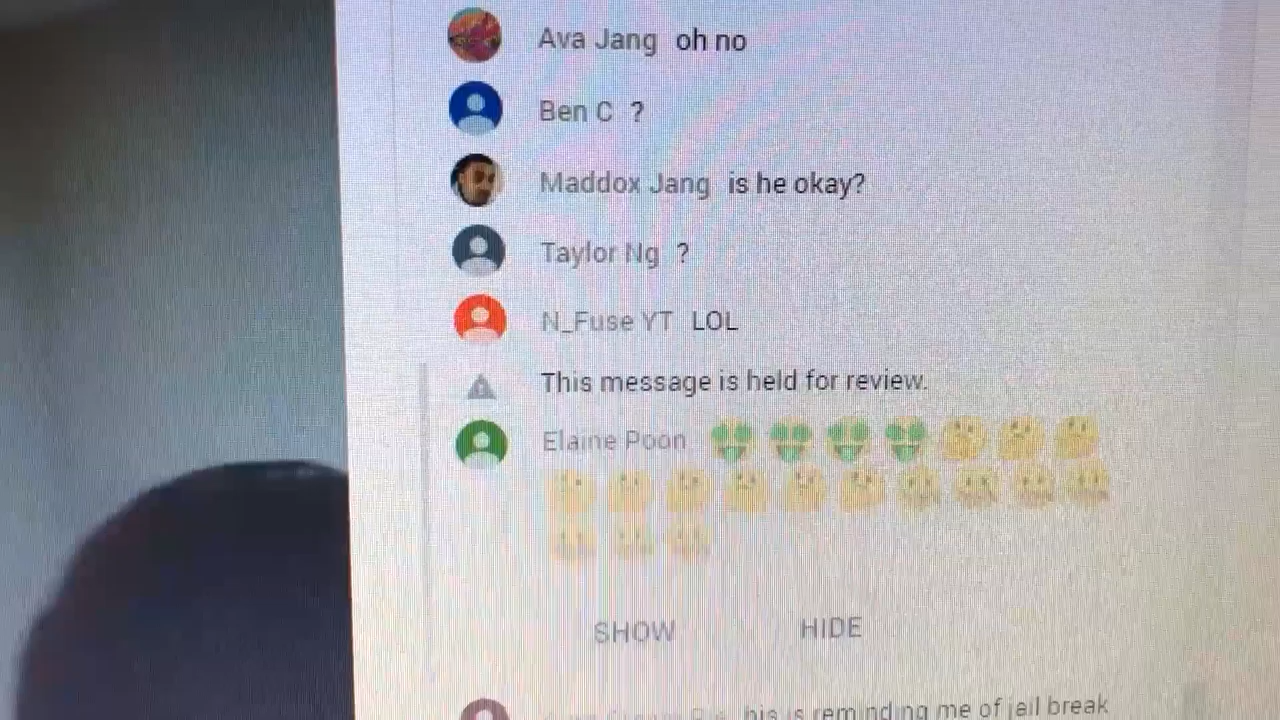 Ava Jang oh no
Ben C ?
Maddox Jang is he okay?
Taylor Ng ?
N_Fuse YT LOL
This message is held for review.
Elaine Poon
SHOW HIDE
his is reminding me of jail break